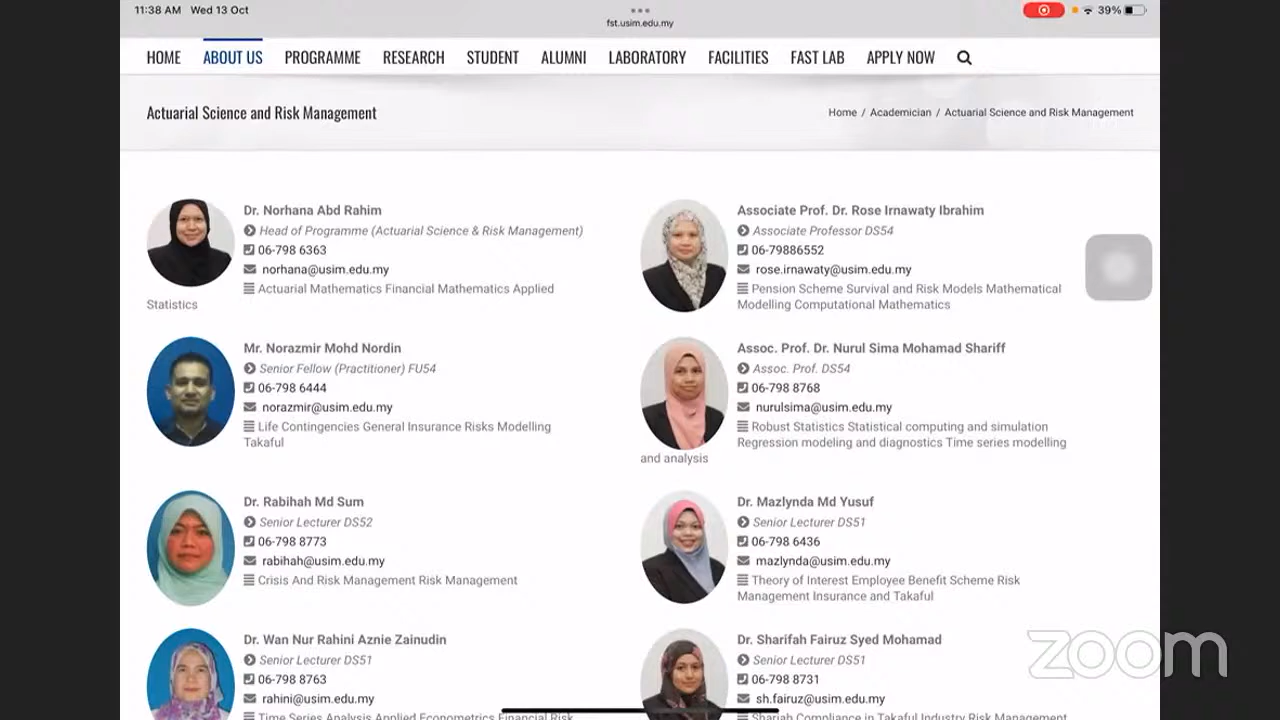 11:38 AM Wed 13 Oct
fst.usim.edu.my
39%
HOME ABOUT US PROGRAMME RESEARCH STUDENT ALUMNI LABORATORY FACILITIES FAST LAB APPLY NOW
Actuarial Science and Risk Management
Home / Academician / Actuarial Science and Risk Management
Dr. Norhana Abd Rahim
Head of Programme (Actuarial Science & Risk Management)
06-798 6363
norhana@usim.edu.my
Actuarial Mathematics Financial Mathematics Applied
Statistics
Associate Prof. Dr. Rose Irnawaty Ibrahim
Associate Professor DS54
06-79886552
rose.irnawaty@usim.edu.my
Pension Scheme Survival and Risk Models Mathematical
Modelling Computational Mathematics
Mr. Norazmir Mohd Nordin
Senior Fellow (Practitioner) FU54
06-798 6444
norazmir@usim.edu.my
Life Contingencies General Insurance Risks Modelling
Takaful
Assoc. Prof. Dr. Nurul Sima Mohamad Shariff
Assoc. Prof. DS54
06-798 8768
nurulsima@usim.edu.my
Robust Statistics Statistical computing and simulation
Regression modeling and diagnostics Time series modelling
and analysis
Dr. Rabihah Md Sum
Senior Lecturer DS52
06-798 8773
rabihah@usim.edu.my
Crisis And Risk Management Risk Management
Dr. Mazlynda Md Yusuf
Senior Lecturer DS51
06-798 6436
mazlynda@usim.edu.my
Theory of Interest Employee Benefit Scheme Risk
Management Insurance and Takaful
Dr. Wan Nur Rahini Aznie Zainudin
Senior Lecturer DS51
06-798 8763
rahini@usim.edu.my
Time Series Analysis Applied Econometrics Financial Risk
Dr. Sharifah Fairuz Syed Mohamad
Senior Lecturer DS51
06-798 8731
sh.fairuz@usim.edu.my
Shariah Compliance in Takaful Industry Risk Management
zoom